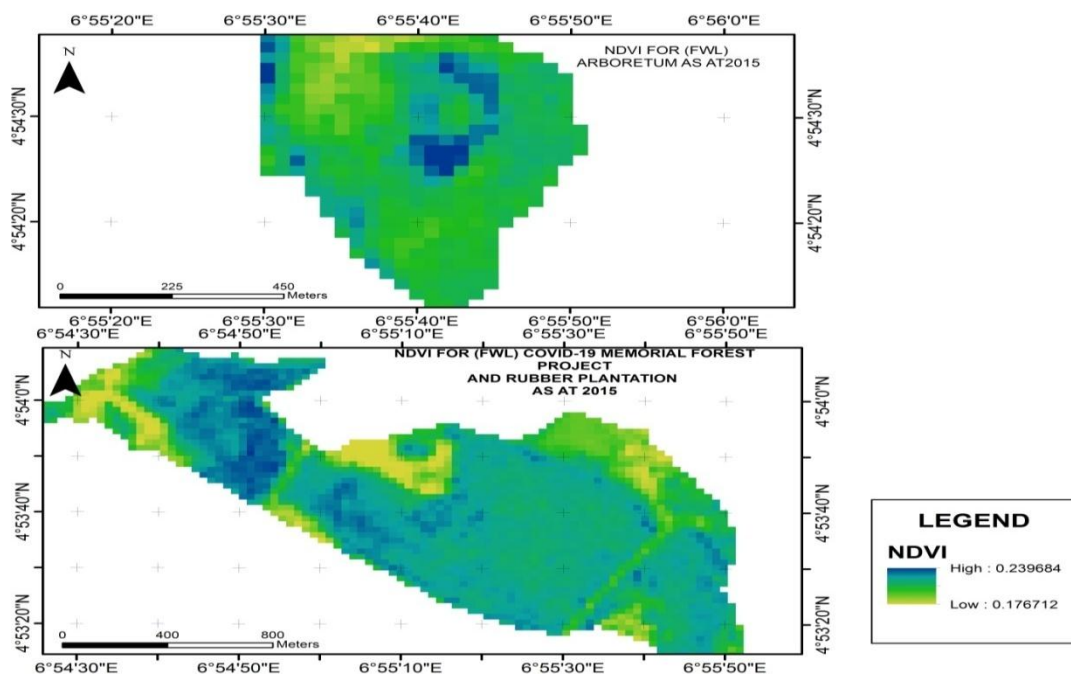 6°55'20"E 6°55'30"E 6°55'40"E 6°55'50"E 6°56'0"E
NDVI FOR (FWL)
ARBORETUM AS AT2015
N
4°54'30"N 4°54'30"N
4°54'20"N 4°54'20"N
0 225 450
Meters
6°55'20"E 6°55'30"E 6°55'40"E 6°55'50"E 6°56'0"E
6°54'30"E 6°54'50"E 6°55'10"E 6°55'30"E 6°55'50"E
NDVI FOR (FWL) COVID-19 MEMORIAL FOREST
PROJECT
AND RUBBER PLANTATION
AS AT 2015
N
4°54'0"N 4°54'0"N
4°53'40"N 4°53'40"N
4°53'20"N 4°53'20"N
0 400 800
Meters
6°54'30"E 6°54'50"E 6°55'10"E 6°55'30"E 6°55'50"E
LEGEND
NDVI
High : 0.239684
Low : 0.176712